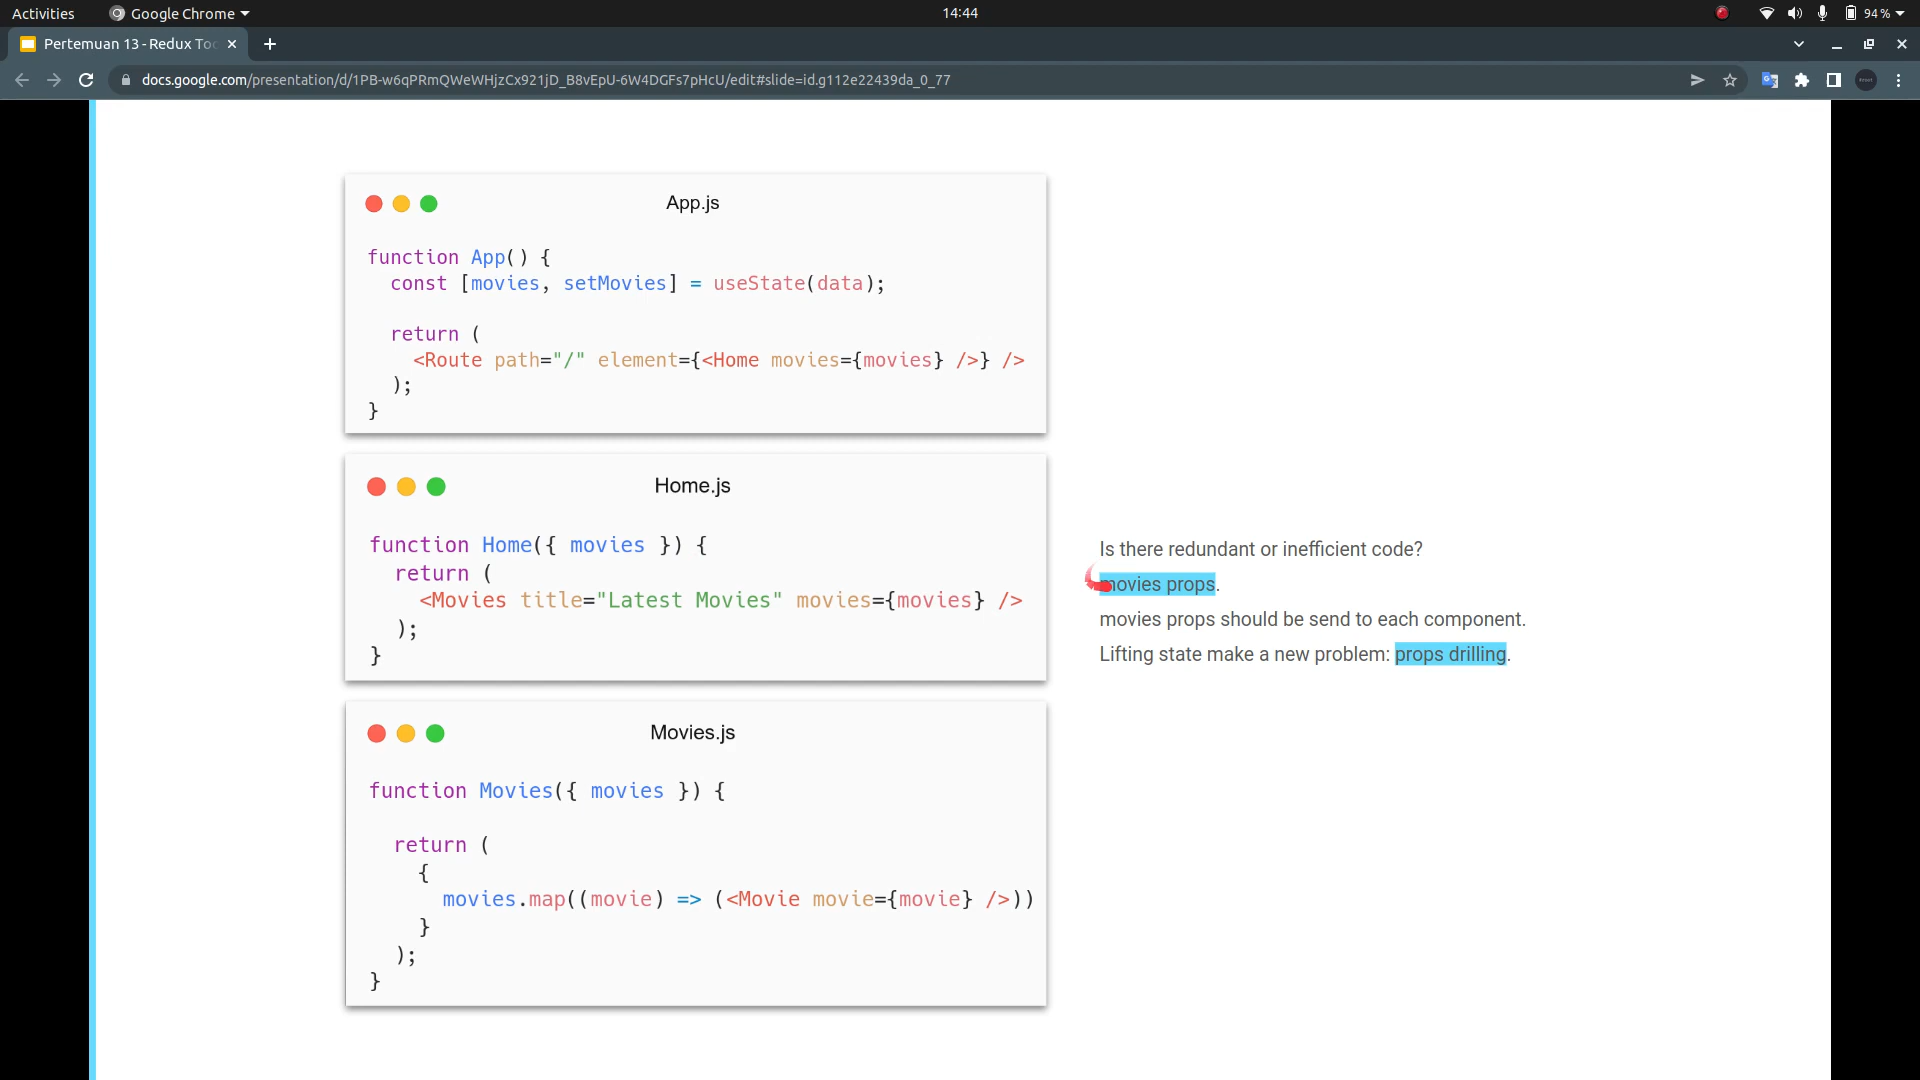 Activities
Google Chrome
14:44
94 %
Pertemuan 13 - Redux Too
docs.google.com/presentation/d/1PB-w6qPRmQWeWHjzCx921jD_B8vEpU-6W4DGFs7pHcU/edit#slide=id.g112e22439da_0_77
App.js
function App() {
  const [movies, setMovies] = useState(data);
  return (
    <Route path="/" element={<Home movies={movies} />} />
  );
}
Home.js
function Home({ movies }) {
  return (
    <Movies title="Latest Movies" movies={movies} />
  );
}
Movies.js
function Movies({ movies }) {
  return (
    {
      movies.map((movie) => (<Movie movie={movie} />))
    }
  );
}
Is there redundant or inefficient code?
movies props.
movies props should be send to each component.
Lifting state make a new problem: props drilling.